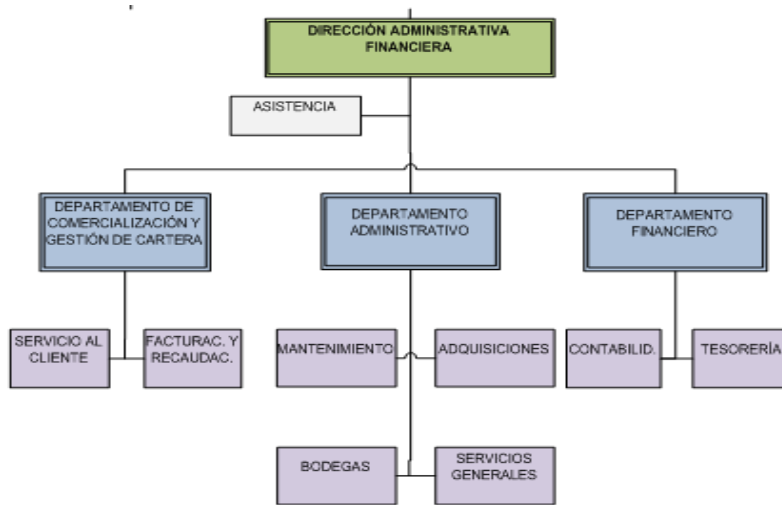 DIRECCIÓN ADMINISTRATIVA
FINANCIERA
ASISTENCIA
DEPARTAMENTO DE
COMERCIALIZACIÓN Y
GESTIÓN DE CARTERA
DEPARTAMENTO
ADMINISTRATIVO
DEPARTAMENTO
FINANCIERO
SERVICIO AL
CLIENTE
FACTURAC. Y
RECAUDAC.
MANTENIMIENTO
ADQUISICIONES
CONTABILID.
TESORERÍA
BODEGAS
SERVICIOS
GENERALES